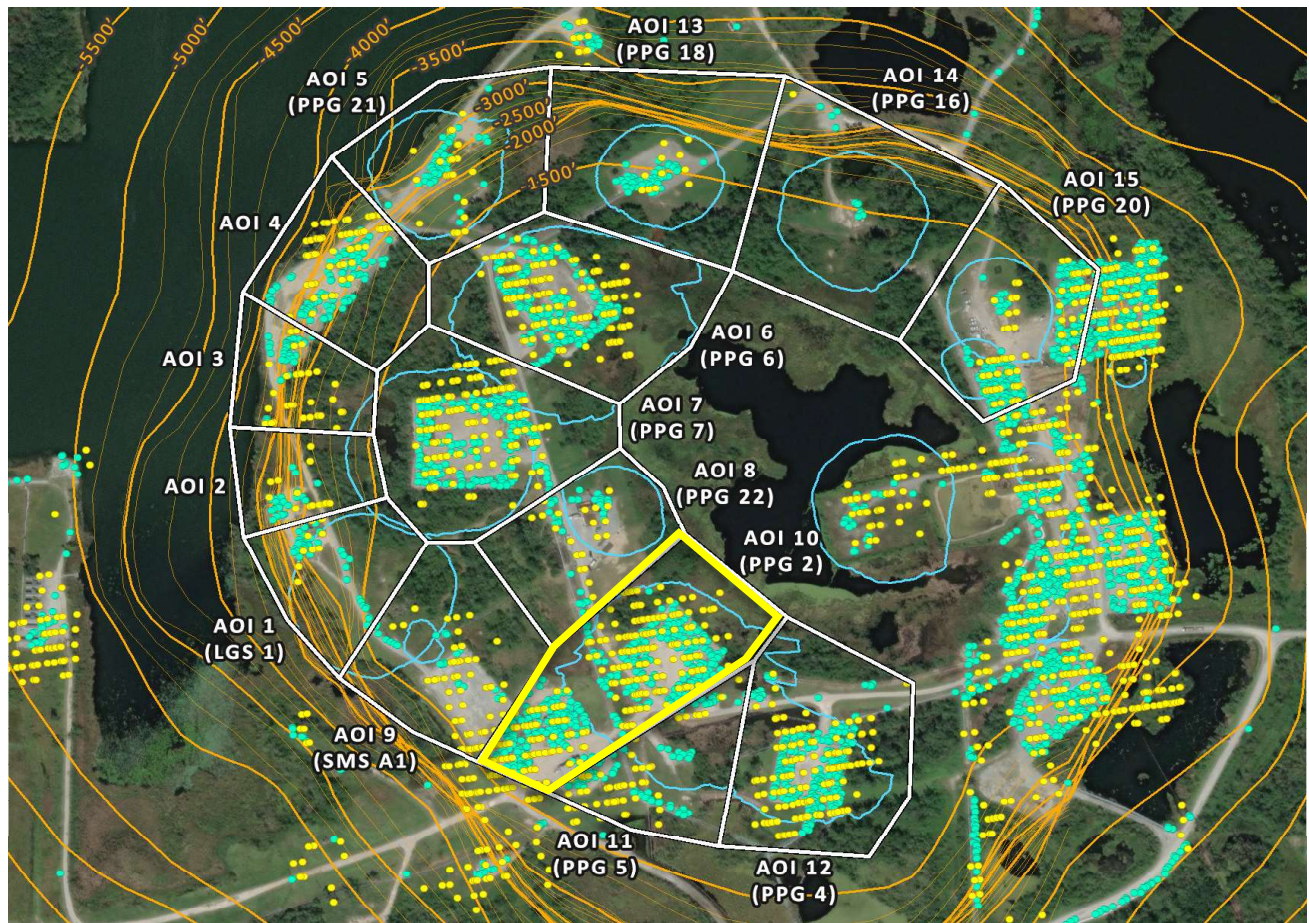 -5500'
-5000'
-4500'
-4000'
-3500'
-3000'
-2500'
-2000'
-1500'
AOI 13
(PPG 18)
AOI 5
(PPG 21)
AOI 14
(PPG 16)
AOI 15
(PPG 20)
AOI 4
AOI 3
AOI 6
(PPG 6)
AOI 7
(PPG 7)
AOI 2
AOI 8
(PPG 22)
AOI 10
(PPG 2)
AOI 1
(LGS 1)
AOI 9
(SMS A1)
AOI 11
(PPG 5)
AOI 12
(PPG 4)